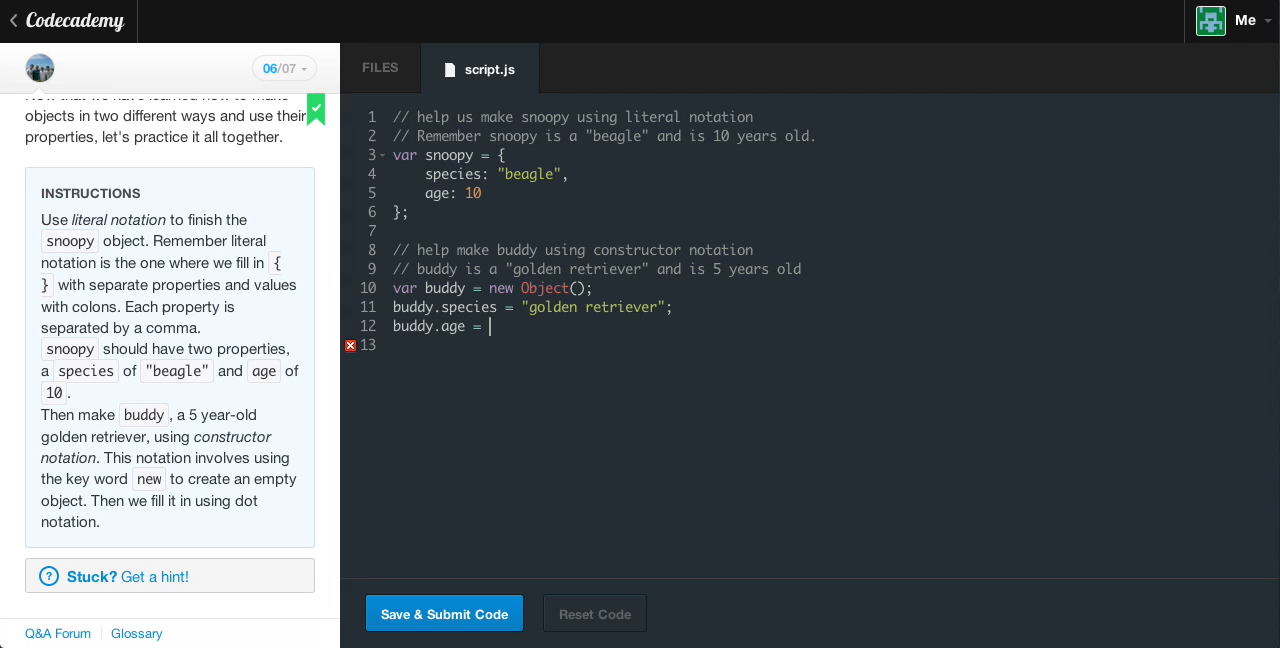 Codecademy
Me
06/07
FILES
script.js
Now that we have learned how to make
objects in two different ways and use their
properties, let's practice it all together.
INSTRUCTIONS
Use literal notation to finish the
snoopy object. Remember literal
notation is the one where we fill in {
} with separate properties and values
with colons. Each property is
separated by a comma.
snoopy should have two properties,
a species of "beagle" and age of
10.
Then make buddy, a 5 year-old
golden retriever, using constructor
notation. This notation involves using
the key word new to create an empty
object. Then we fill it in using dot
notation.
? Stuck? Get a hint!
Q&A Forum
Glossary
1 // help us make snoopy using literal notation
2 // Remember snoopy is a "beagle" and is 10 years old.
3 var snoopy = {
4     species: "beagle",
5     age: 10
6 };
7
8 // help make buddy using constructor notation
9 // buddy is a "golden retriever" and is 5 years old
10 var buddy = new Object();
11 buddy.species = "golden retriever";
12 buddy.age =
13
Save & Submit Code
Reset Code